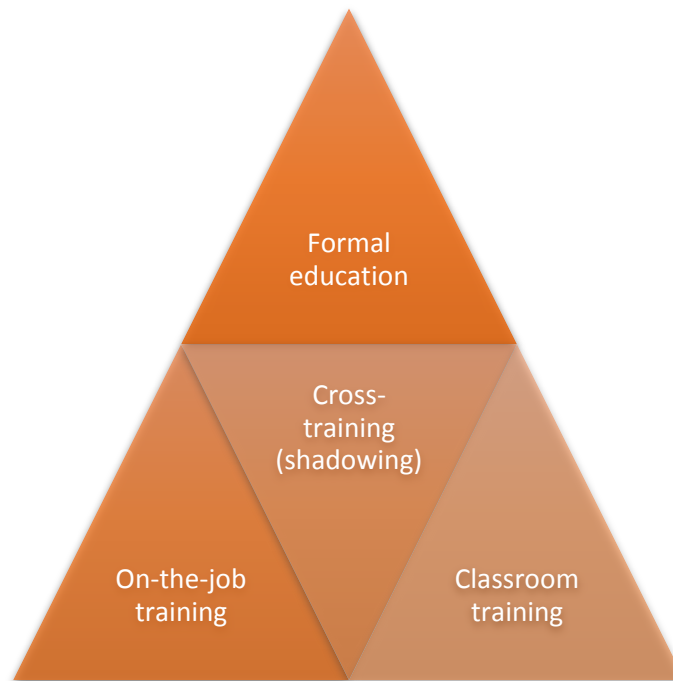 Formal
education
Cross-
training
(shadowing)
On-the-job
training
Classroom
training